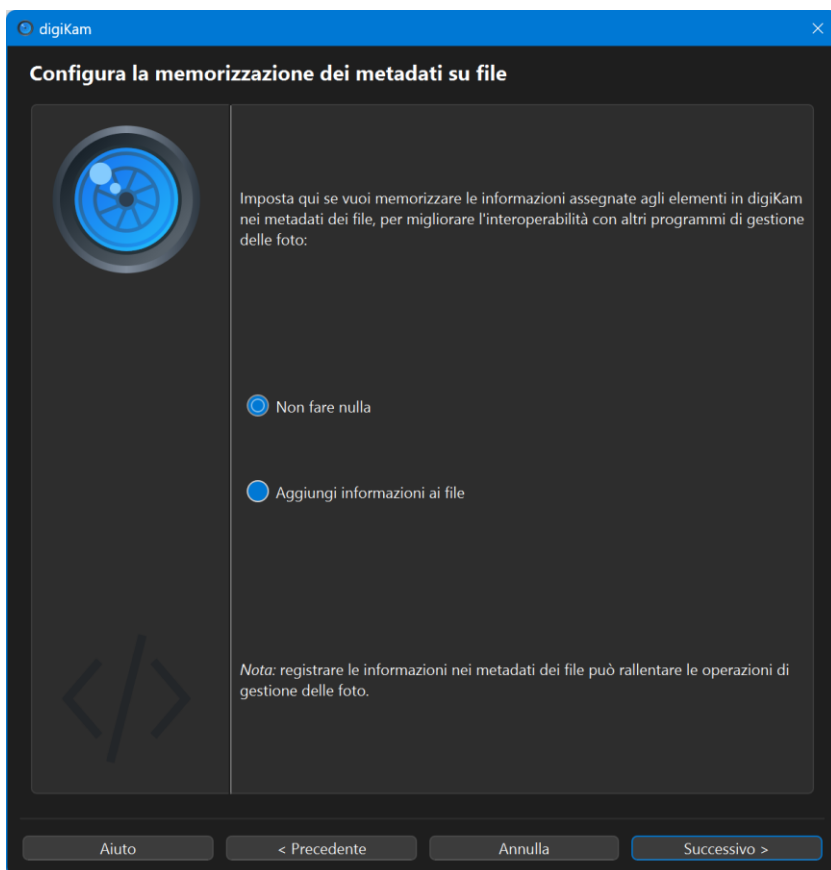 digiKam
Configura la memorizzazione dei metadati su file
Imposta qui se vuoi memorizzare le informazioni assegnate agli elementi in digiKam
nei metadati dei file, per migliorare l'interoperabilità con altri programmi di gestione
delle foto:
Non fare nulla
Aggiungi informazioni ai file
Nota: registrare le informazioni nei metadati dei file può rallentare le operazioni di
gestione delle foto.
Aiuto
< Precedente
Annulla
Successivo >